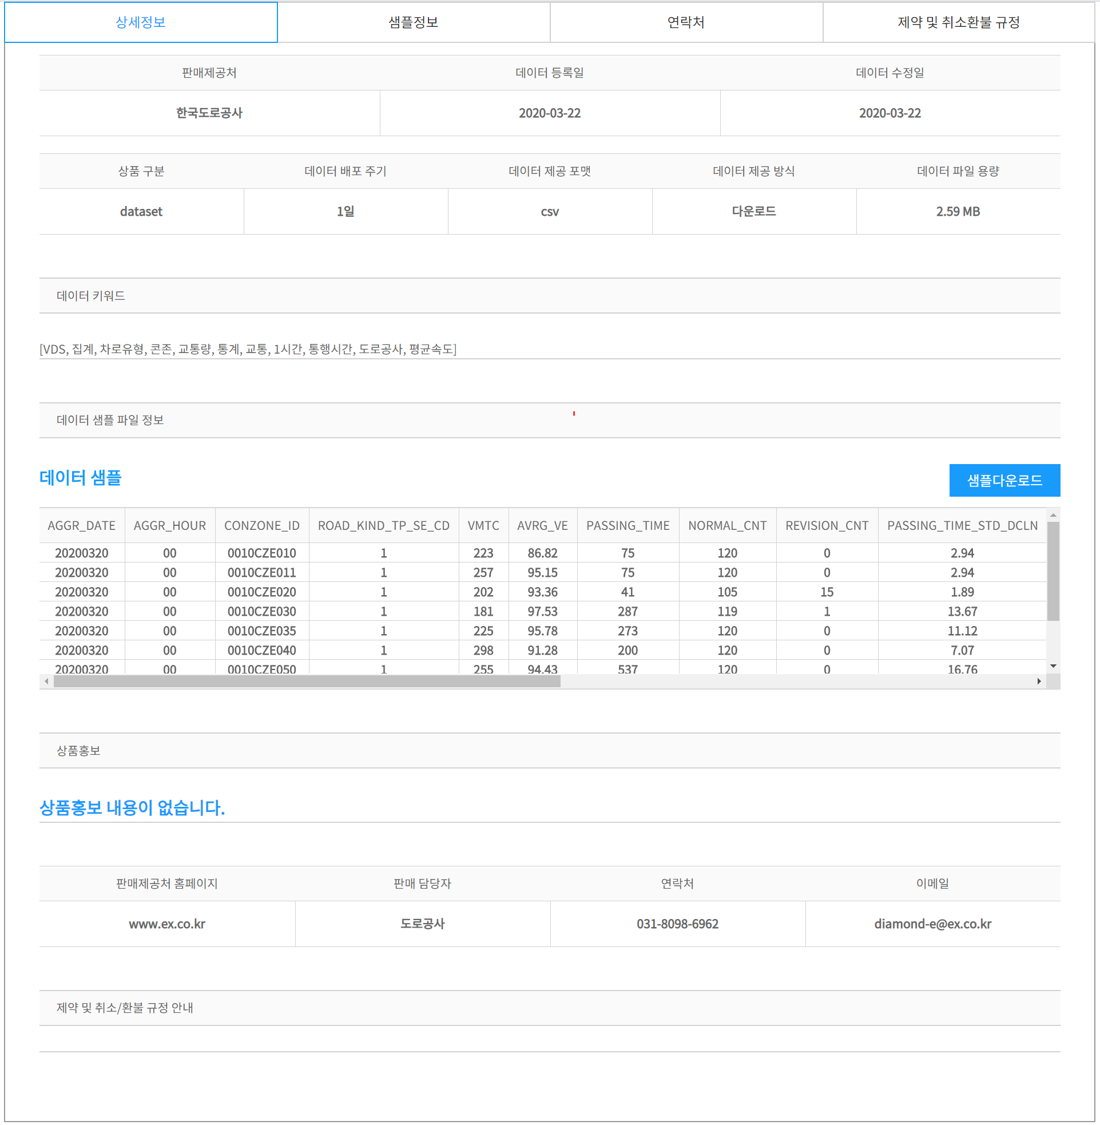 상세정보 샘플정보 연락처 제약 및 취소환불 규정
판매제공처 데이터 등록일 데이터 수정일
한국도로공사 2020-03-22 2020-03-22
상품 구분 데이터 배포 주기 데이터 제공 포맷 데이터 제공 방식 데이터 파일 용량
dataset 1일 csv 다운로드 2.59 MB
데이터 키워드
[VDS, 집계, 차로유형, 콘존, 교통량, 통계, 교통, 1시간, 통행시간, 도로공사, 평균속도]
데이터 샘플 파일 정보
데이터 샘플 샘플다운로드
AGGR_DATE AGGR_HOUR CONZONE_ID ROAD_KIND_TP_SE_CD VMTC AVRG_VE PASSING_TIME NORMAL_CNT REVISION_CNT PASSING_TIME_STD_DCLN
20200320 00 0010CZE010 1 223 86.82 75 120 0 2.94
20200320 00 0010CZE011 1 257 95.15 75 120 0 2.94
20200320 00 0010CZE020 1 202 93.36 41 105 15 1.89
20200320 00 0010CZE030 1 181 97.53 287 119 1 13.67
20200320 00 0010CZE035 1 225 95.78 273 120 0 11.12
20200320 00 0010CZE040 1 298 91.28 200 120 0 7.07
20200320 00 0010CZE050 1 255 94.43 537 120 0 16.76
상품홍보
상품홍보 내용이 없습니다.
판매제공처 홈페이지 판매 담당자 연락처 이메일
www.ex.co.kr 도로공사 031-8098-6962 diamond-e@ex.co.kr
제약 및 취소/환불 규정 안내